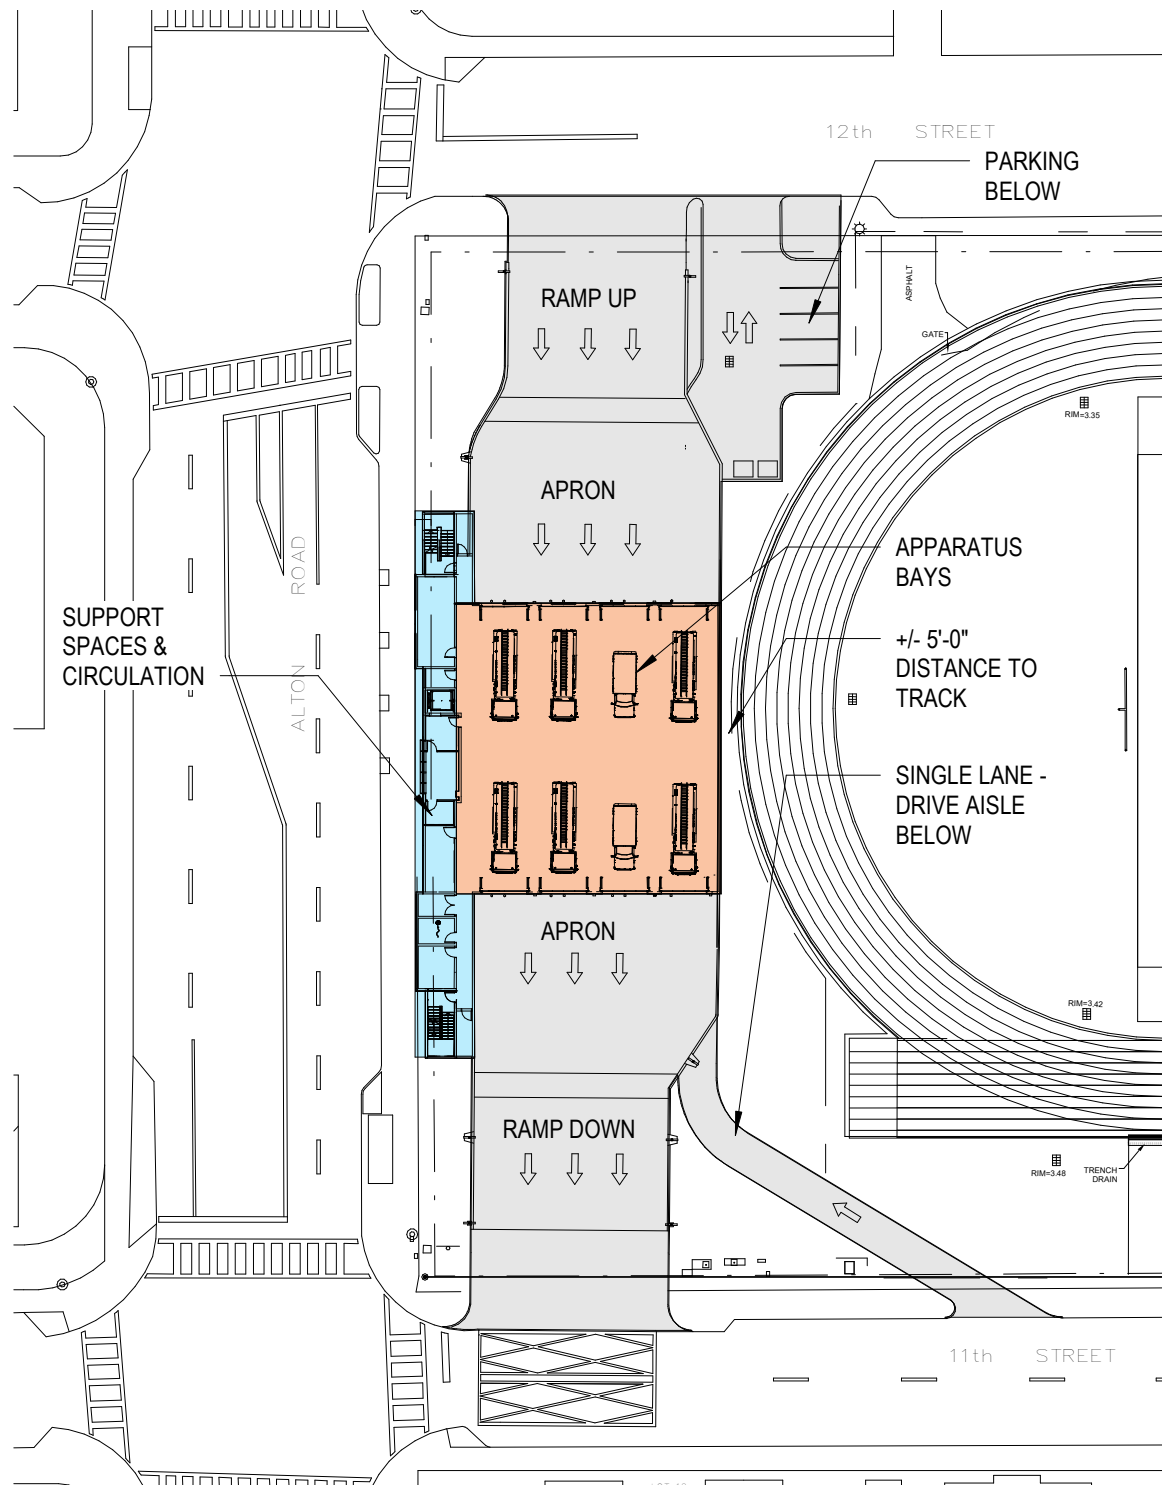 12th STREET
PARKING
BELOW
ASPHALT
RAMP UP
GATE
RIM=3.35
APRON
ROAD
ALTON
APPARATUS
BAYS
SUPPORT
SPACES &
CIRCULATION
+/- 5'-0"
DISTANCE TO
TRACK
SINGLE LANE -
DRIVE AISLE
BELOW
APRON
RIM=3.42
RAMP DOWN
RIM=3.48
TRENCH
DRAIN
11th STREET